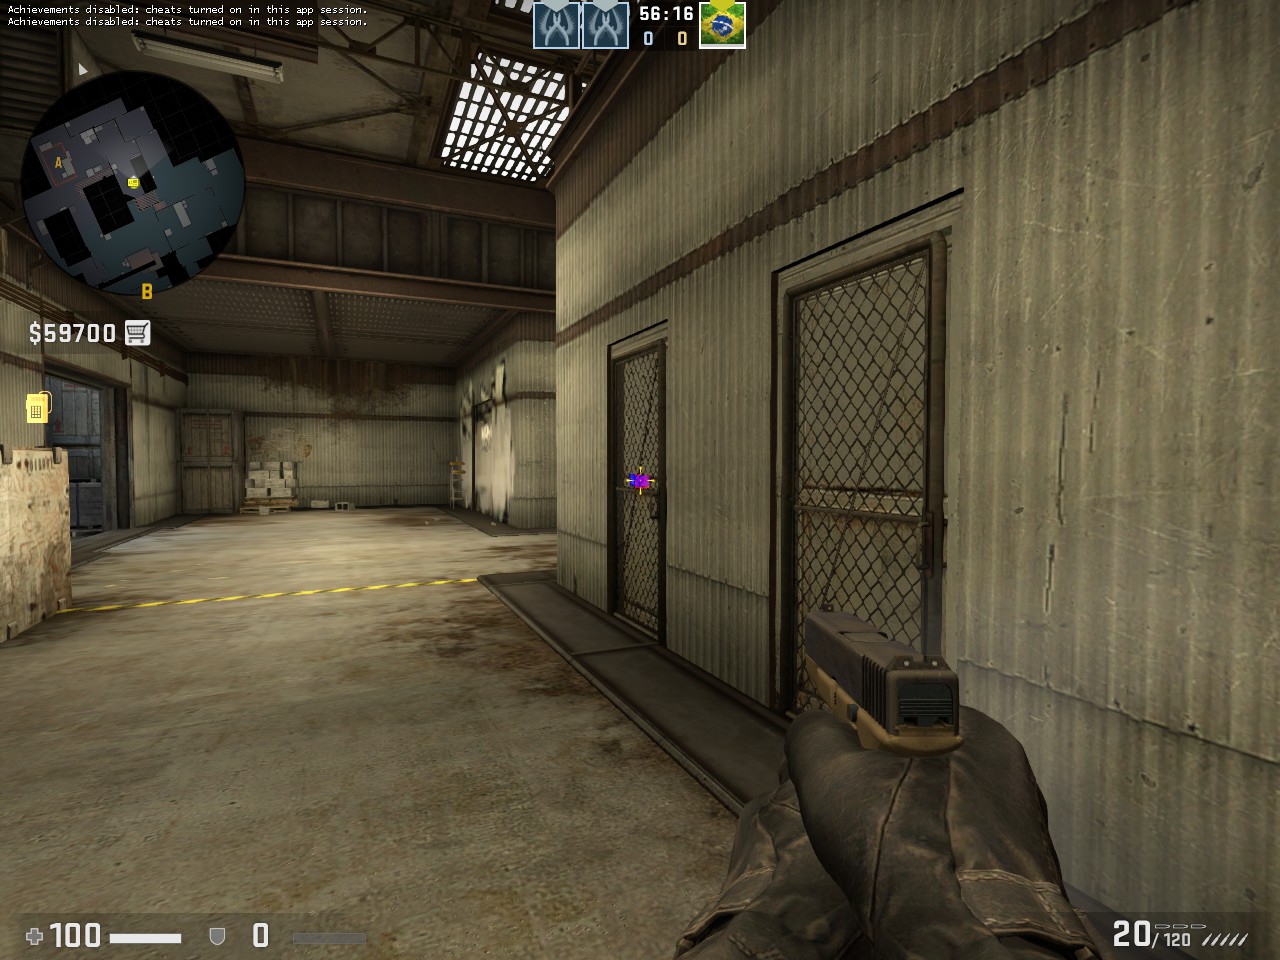 Achievements disabled: cheats turned on in this app session.
Achievements disabled: cheats turned on in this app session.
56:16
0 0
A
B
$59700
100
0
20/120